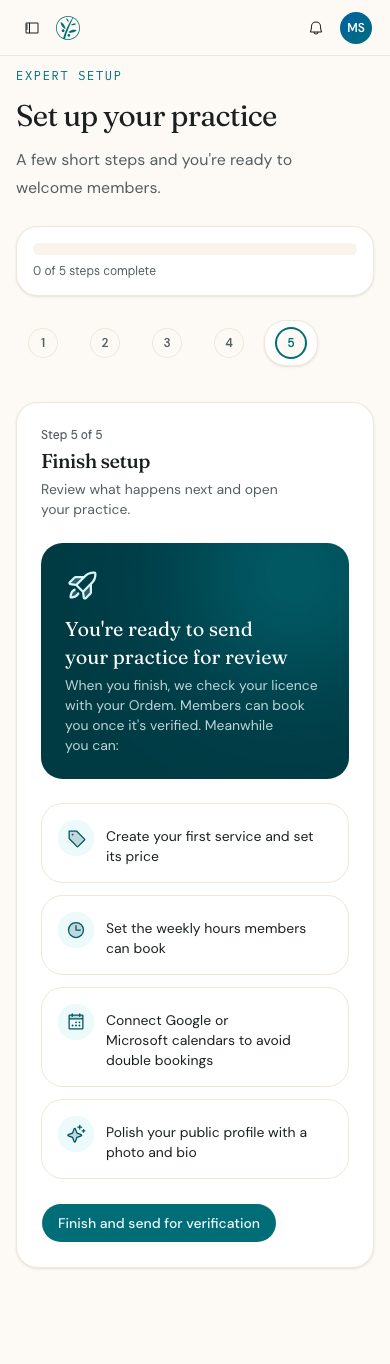 MS
EXPERT SETUP
Set up your practice
A few short steps and you're ready to
welcome members.
0 of 5 steps complete
1 2 3 4 5
Step 5 of 5
Finish setup
Review what happens next and open
your practice.
You're ready to send
your practice for review
When you finish, we check your licence
with your Ordem. Members can book
you once it's verified. Meanwhile
you can:
Create your first service and set
its price
Set the weekly hours members
can book
Connect Google or
Microsoft calendars to avoid
double bookings
Polish your public profile with a
photo and bio
Finish and send for verification